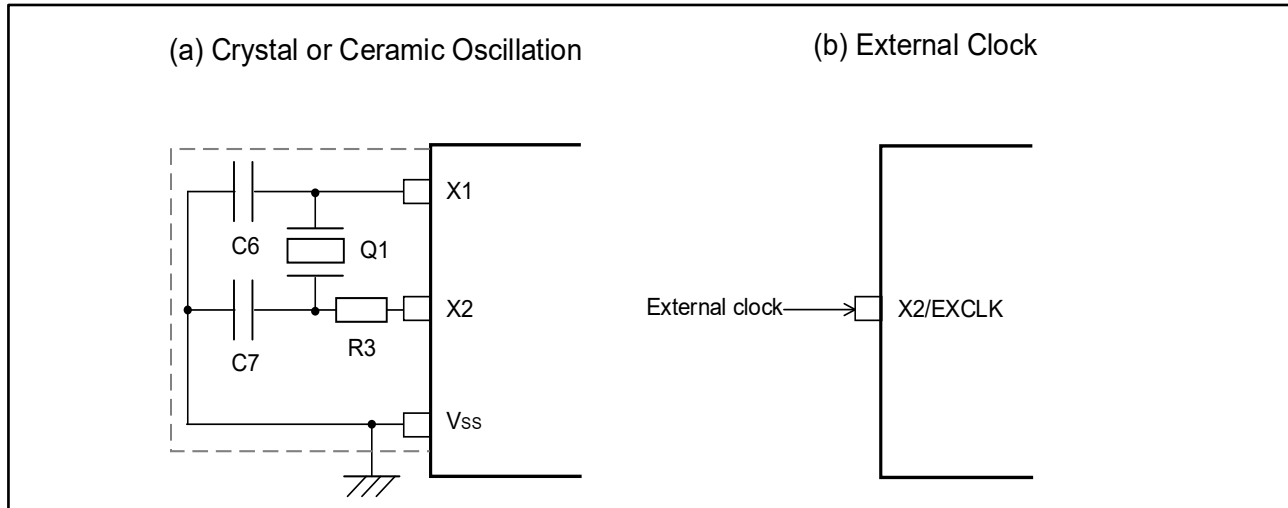 (a) Crystal or Ceramic Oscillation
(b) External Clock
X1
C6
Q1
X2
R3
C7
Vss
External clock
X2/EXCLK